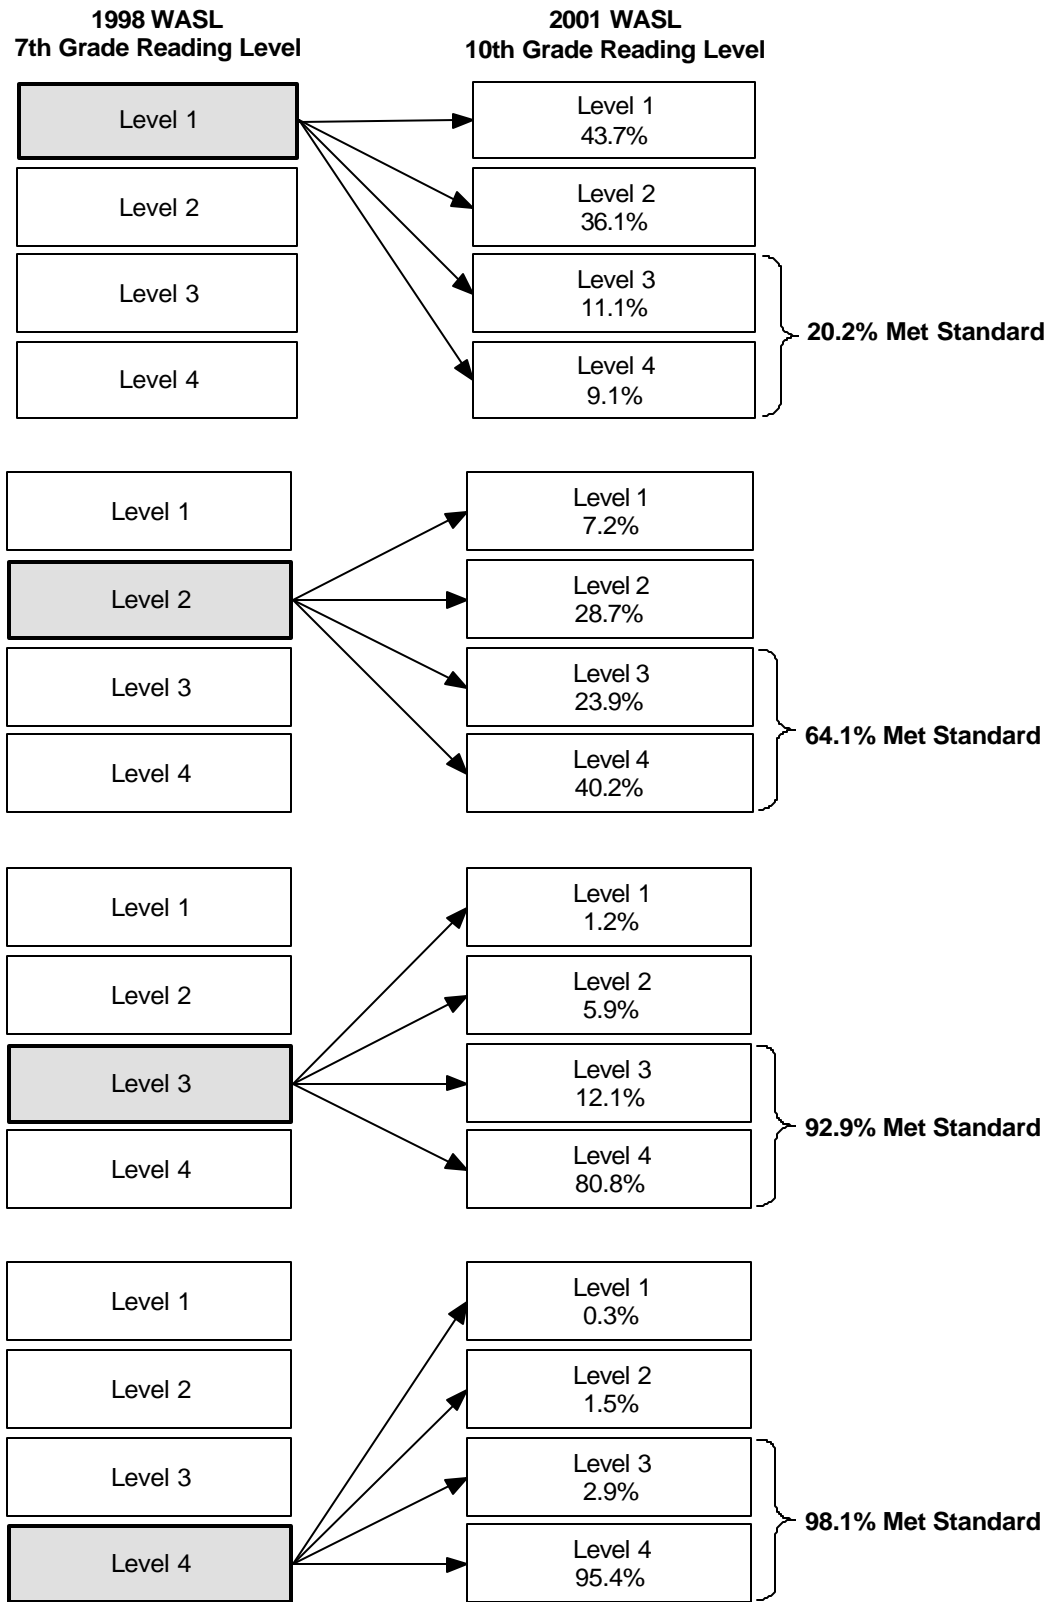 1998 WASL
7th Grade Reading Level
2001 WASL
10th Grade Reading Level
Level 1
Level 2
Level 3
Level 4
Level 1
43.7%
Level 2
36.1%
Level 3
11.1%
Level 4
9.1%
20.2% Met Standard
Level 1
Level 2
Level 3
Level 4
Level 1
7.2%
Level 2
28.7%
Level 3
23.9%
Level 4
40.2%
64.1% Met Standard
Level 1
Level 2
Level 3
Level 4
Level 1
1.2%
Level 2
5.9%
Level 3
12.1%
Level 4
80.8%
92.9% Met Standard
Level 1
Level 2
Level 3
Level 4
Level 1
0.3%
Level 2
1.5%
Level 3
2.9%
Level 4
95.4%
98.1% Met Standard